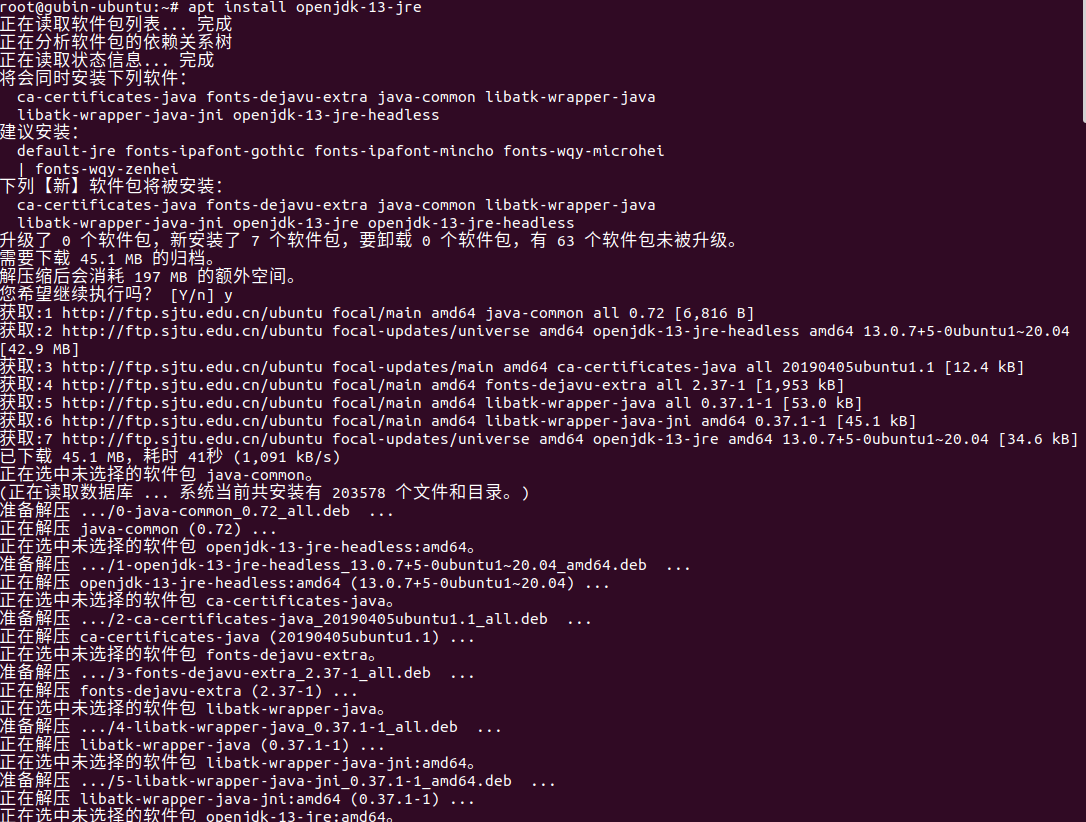 root@gubin-ubuntu:~# apt install openjdk-13-jre
正在读取软件包列表... 完成
正在分析软件包的依赖关系树
正在读取状态信息... 完成
将会同时安装下列软件：
  ca-certificates-java fonts-dejavu-extra java-common libatk-wrapper-java
  libatk-wrapper-java-jni openjdk-13-jre-headless
建议安装：
  default-jre fonts-ipafont-gothic fonts-ipafont-mincho fonts-wqy-microhei
  | fonts-wqy-zenhei
下列【新】软件包将被安装：
  ca-certificates-java fonts-dejavu-extra java-common libatk-wrapper-java
  libatk-wrapper-java-jni openjdk-13-jre openjdk-13-jre-headless
升级了 0 个软件包，新安装了 7 个软件包，要卸载 0 个软件包，有 63 个软件包未被升级。
需要下载 45.1 MB 的归档。
解压缩后会消耗 197 MB 的额外空间。
您希望继续执行吗？ [Y/n] y
获取:1 http://ftp.sjtu.edu.cn/ubuntu focal/main amd64 java-common all 0.72 [6,816 B]
获取:2 http://ftp.sjtu.edu.cn/ubuntu focal-updates/universe amd64 openjdk-13-jre-headless amd64 13.0.7+5-0ubuntu1~20.04
[42.9 MB]
获取:3 http://ftp.sjtu.edu.cn/ubuntu focal-updates/main amd64 ca-certificates-java all 20190405ubuntu1.1 [12.4 kB]
获取:4 http://ftp.sjtu.edu.cn/ubuntu focal/main amd64 fonts-dejavu-extra all 2.37-1 [1,953 kB]
获取:5 http://ftp.sjtu.edu.cn/ubuntu focal/main amd64 libatk-wrapper-java all 0.37.1-1 [53.0 kB]
获取:6 http://ftp.sjtu.edu.cn/ubuntu focal/main amd64 libatk-wrapper-java-jni amd64 0.37.1-1 [45.1 kB]
获取:7 http://ftp.sjtu.edu.cn/ubuntu focal-updates/universe amd64 openjdk-13-jre amd64 13.0.7+5-0ubuntu1~20.04 [34.6 kB]
已下载 45.1 MB，耗时 41秒 (1,091 kB/s)
正在选中未选择的软件包 java-common。
(正在读取数据库 ... 系统当前共安装有 203578 个文件和目录。)
准备解压 .../0-java-common_0.72_all.deb  ...
正在解压 java-common (0.72) ...
正在选中未选择的软件包 openjdk-13-jre-headless:amd64。
准备解压 .../1-openjdk-13-jre-headless_13.0.7+5-0ubuntu1~20.04_amd64.deb  ...
正在解压 openjdk-13-jre-headless:amd64 (13.0.7+5-0ubuntu1~20.04) ...
正在选中未选择的软件包 ca-certificates-java。
准备解压 .../2-ca-certificates-java_20190405ubuntu1.1_all.deb  ...
正在解压 ca-certificates-java (20190405ubuntu1.1) ...
正在选中未选择的软件包 fonts-dejavu-extra。
准备解压 .../3-fonts-dejavu-extra_2.37-1_all.deb  ...
正在解压 fonts-dejavu-extra (2.37-1) ...
正在选中未选择的软件包 libatk-wrapper-java。
准备解压 .../4-libatk-wrapper-java_0.37.1-1_all.deb  ...
正在解压 libatk-wrapper-java (0.37.1-1) ...
正在选中未选择的软件包 libatk-wrapper-java-jni:amd64。
准备解压 .../5-libatk-wrapper-java-jni_0.37.1-1_amd64.deb  ...
正在解压 libatk-wrapper-java-jni:amd64 (0.37.1-1) ...
正在选中未选择的软件包 openjdk-13-jre:amd64。